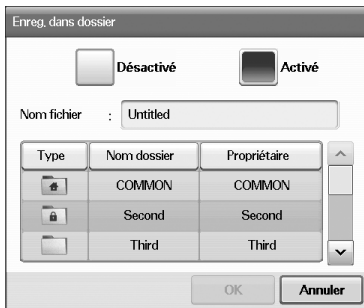 Enreg. dans dossier
Désactivé Activé
Nom fichier : Untitled
Type Nom dossier Propriétaire
COMMON COMMON
Second Second
Third Third
OK Annuler